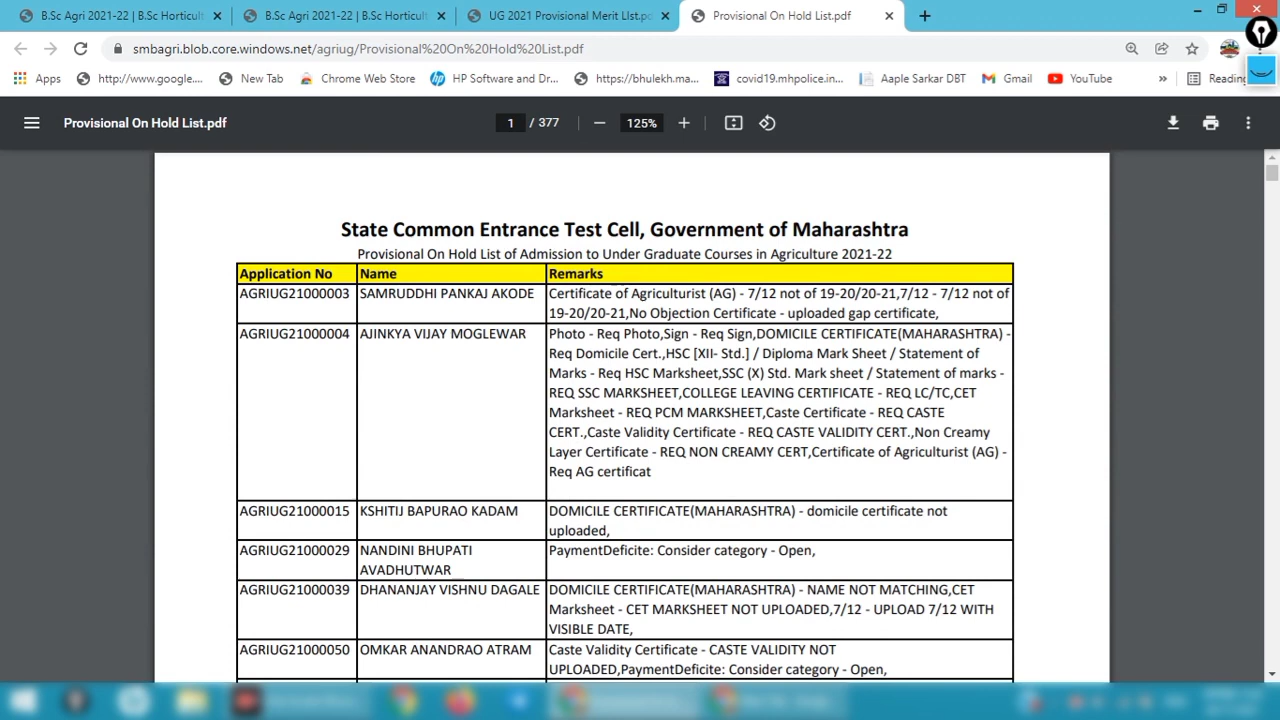 B.Sc Agri 2021-22 | B.Sc Horticult
B.Sc Agri 2021-22 | B.Sc Horticult
UG 2021 Provisional Merit LIst.pd
Provisional On Hold List.pdf
smbagri.blob.core.windows.net/agriug/Provisional%20On%20Hold%20List.pdf
Apps
http://www.google....
New Tab
Chrome Web Store
HP Software and Dr...
https://bhulekh.ma...
covid19.mhpolice.in...
Aaple Sarkar DBT
Gmail
YouTube
»
Reading
Provisional On Hold List.pdf
1 / 377
125%
State Common Entrance Test Cell, Government of Maharashtra
Provisional On Hold List of Admission to Under Graduate Courses in Agriculture 2021-22
Application No Name Remarks
AGRIUG21000003 SAMRUDDHI PANKAJ AKODE Certificate of Agriculturist (AG) - 7/12 not of 19-20/20-21,7/12 - 7/12 not of
19-20/20-21,No Objection Certificate - uploaded gap certificate,
AGRIUG21000004 AJINKYA VIJAY MOGLEWAR Photo - Req Photo,Sign - Req Sign,DOMICILE CERTIFICATE(MAHARASHTRA) -
Req Domicile Cert.,HSC [XII- Std.] / Diploma Mark Sheet / Statement of
Marks - Req HSC Marksheet,SSC (X) Std. Mark sheet / Statement of marks -
REQ SSC MARKSHEET,COLLEGE LEAVING CERTIFICATE - REQ LC/TC,CET
Marksheet - REQ PCM MARKSHEET,Caste Certificate - REQ CASTE
CERT.,Caste Validity Certificate - REQ CASTE VALIDITY CERT.,Non Creamy
Layer Certificate - REQ NON CREAMY CERT,Certificate of Agriculturist (AG) -
Req AG certificat
AGRIUG21000015 KSHITIJ BAPURAO KADAM DOMICILE CERTIFICATE(MAHARASHTRA) - domicile certificate not
uploaded,
AGRIUG21000029 NANDINI BHUPATI PaymentDeficite: Consider category - Open,
AVADHUTWAR
AGRIUG21000039 DHANANJAY VISHNU DAGALE DOMICILE CERTIFICATE(MAHARASHTRA) - NAME NOT MATCHING,CET
Marksheet - CET MARKSHEET NOT UPLOADED,7/12 - UPLOAD 7/12 WITH
VISIBLE DATE,
AGRIUG21000050 OMKAR ANANDRAO ATRAM Caste Validity Certificate - CASTE VALIDITY NOT
UPLOADED,PaymentDeficite: Consider category - Open,